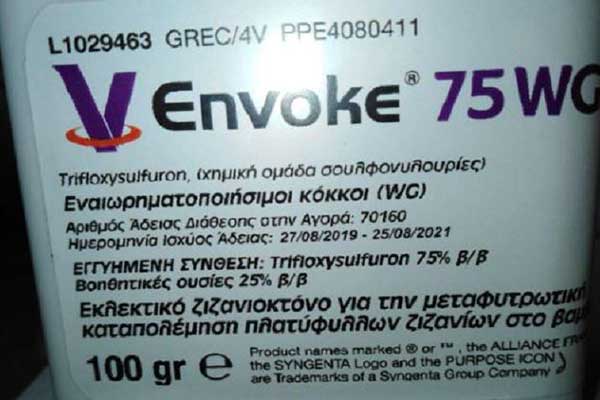 L1029463 GREC/4V PPE4080411
Envoke® 75WG
Trifloxysulfuron, (χημική ομάδα σουλφονυλουρίες)
Εναιωρηματοποιήσιμοι κόκκοι (WG)
Αριθμός Άδειας Διάθεσης στην Αγορά: 70160
Ημερομηνία Ισχύος Άδειας: 27/08/2019 - 25/08/2021
ΕΓΓΥΗΜΕΝΗ ΣΥΝΘΕΣΗ: Trifloxysulfuron 75% β/β
Βοηθητικές ουσίες 25% β/β
Εκλεκτικό ζιζανιοκτόνο για την μεταφυτρωτική
καταπολέμηση πλατύφυλλων ζιζανίων στο
100 gr ℮
Product names marked ® or ™, the ALLIANCE
the SYNGENTA Logo and the PURPOSE ICON
are Trademarks of a Syngenta Group Company